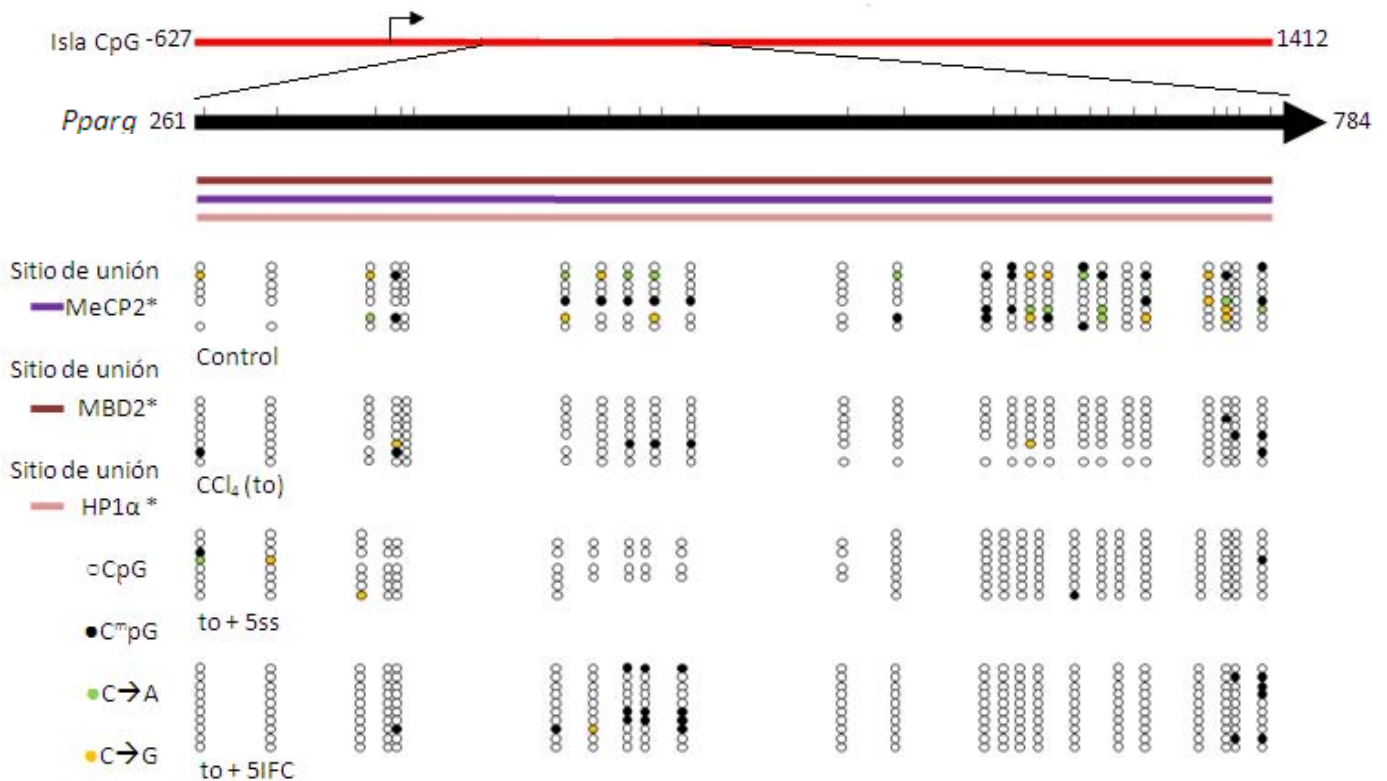 Isla CpG -627 1412
Pparg 261 784
Sitio de unión
MeCP2*
Control
Sitio de unión
MBD2*
Sitio de unión
CCl₄ (to)
HP1α *
○CpG
to + 5ss
●CᵐpG
●C→A
●C→G
to + 5IFC